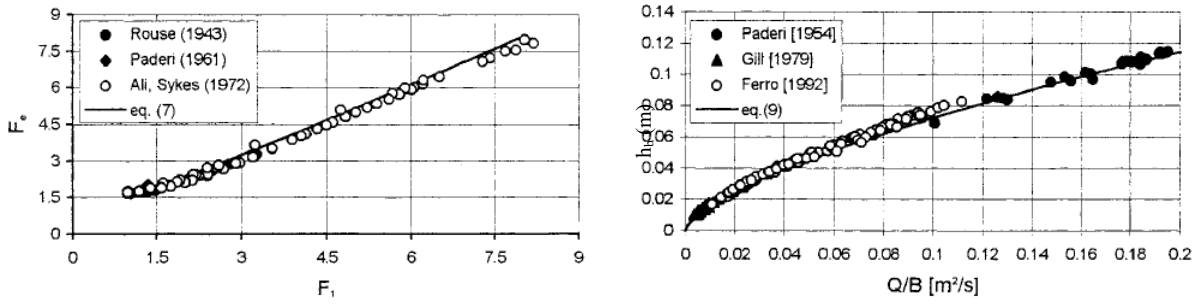 Rouse (1943)
Paderi (1961)
Ali, Sykes (1972)
eq. (7)
Fe
9
7.5
6
4.5
3
1.5
0
0
1.5
3
4.5
6
7.5
9
F1
Paderi [1954]
Gill [1979]
Ferro [1992]
eq.(9)
(m)
0.14
0.12
0.1
0.08
0.06
0.04
0.02
0
0
0.02
0.04
0.06
0.08
0.1
0.12
0.14
0.16
0.18
0.2
Q/B [m²/s]